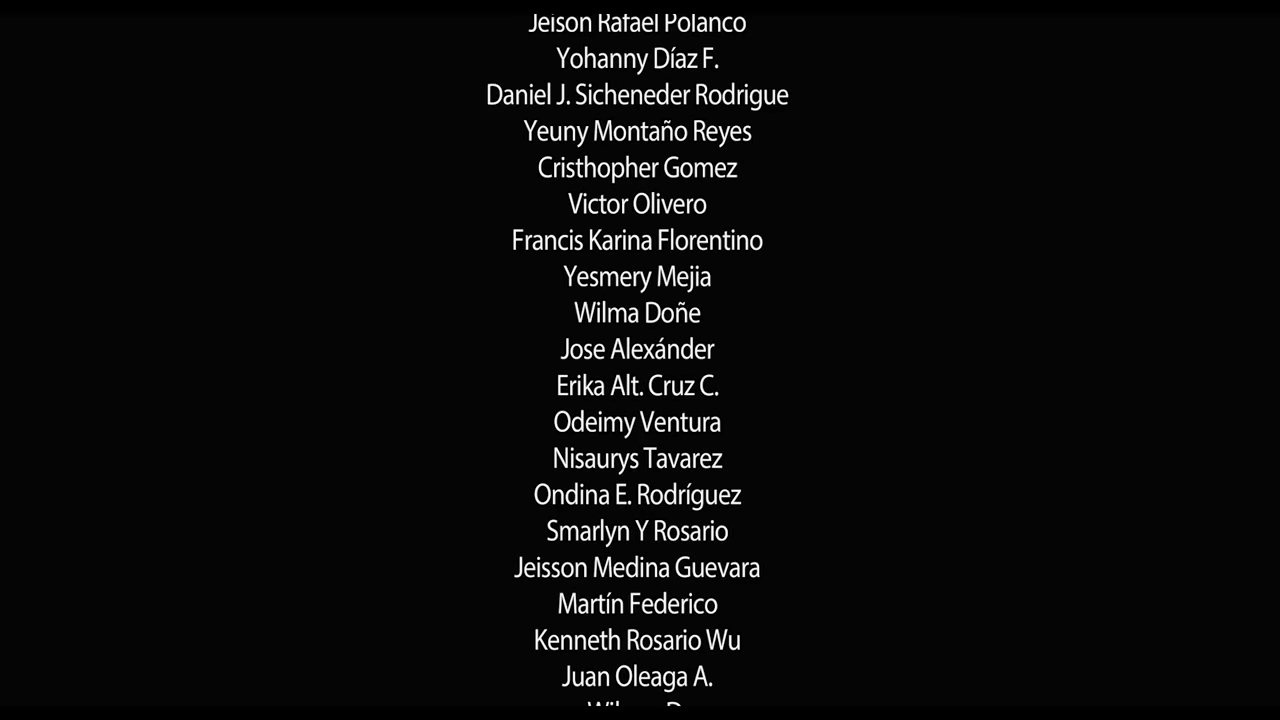 Jeison Rafael Polanco
Yohanny Díaz F.
Daniel J. Sicheneder Rodrigue
Yeuny Montaño Reyes
Cristhopher Gomez
Victor Olivero
Francis Karina Florentino
Yesmery Mejia
Wilma Doñe
Jose Alexánder
Erika Alt. Cruz C.
Odeimy Ventura
Nisaurys Tavarez
Ondina E. Rodríguez
Smarlyn Y Rosario
Jeisson Medina Guevara
Martín Federico
Kenneth Rosario Wu
Juan Oleaga A.